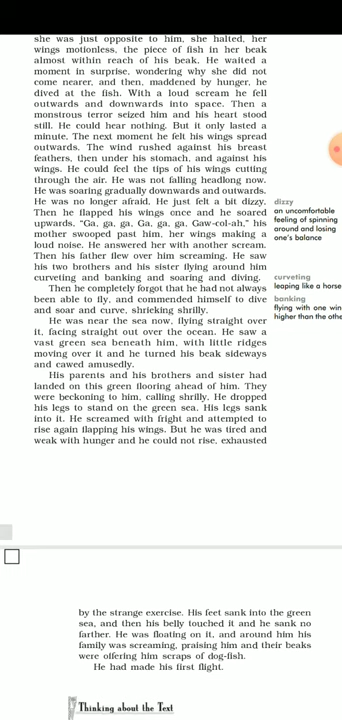 she was just opposite to him, she halted, her
wings motionless, the piece of fish in her beak
almost within reach of his beak. He waited a
moment in surprise, wondering why she did not
come nearer, and then, maddened by hunger, he
dived at the fish. With a loud scream he fell
outwards and downwards into space. Then a
monstrous terror seized him and his heart stood
still. He could hear nothing. But it only lasted a
minute. The next moment he felt his wings spread
outwards. The wind rushed against his breast
feathers, then under his stomach, and against his
wings. He could feel the tips of his wings cutting
through the air. He was not falling headlong now.
He was soaring gradually downwards and outwards.
He was no longer afraid. He just felt a bit dizzy.
Then he flapped his wings once and he soared
upwards. “Ga, ga, ga, Ga, ga, ga, Gaw-col-ah,” his
mother swooped past him, her wings making a
loud noise. He answered her with another scream.
Then his father flew over him screaming. He saw
his two brothers and his sister flying around him
curveting and banking and soaring and diving.
Then he completely forgot that he had not always
been able to fly, and commended himself to dive
and soar and curve, shrieking shrilly.
He was near the sea now, flying straight over
it, facing straight out over the ocean. He saw a
vast green sea beneath him, with little ridges
moving over it and he turned his beak sideways
and cawed amusedly.
His parents and his brothers and sister had
landed on this green flooring ahead of him. They
were beckoning to him, calling shrilly. He dropped
his legs to stand on the green sea. His legs sank
into it. He screamed with fright and attempted to
rise again flapping his wings. But he was tired and
weak with hunger and he could not rise, exhausted
dizzy
an uncomfortable
feeling of spinning
around and losing
one’s balance
curveting
leaping like a horse
banking
flying with one win
higher than the othe
by the strange exercise. His feet sank into the green
sea, and then his belly touched it and he sank no
farther. He was floating on it, and around him his
family was screaming, praising him and their beaks
were offering him scraps of dog-fish.
He had made his first flight.
Thinking about the Text